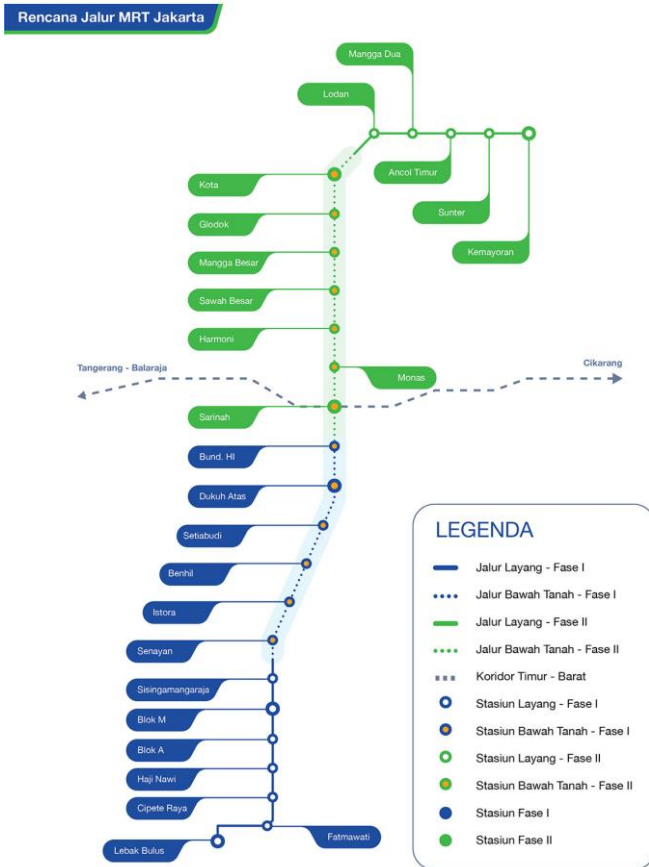 Rencana Jalur MRT Jakarta
Mangga Dua
Lodan
Ancol Timur
Sunter
Kemayoran
Kota
Glodok
Mangga Besar
Sawah Besar
Harmoni
Monas
Tangerang - Balaraja
Cikarang
Sarinah
Bund. HI
Dukuh Atas
Setiabudi
Benhil
Istora
Senayan
Sisingamangaraja
Blok M
Blok A
Haji Nawi
Cipete Raya
Fatmawati
Lebak Bulus
LEGENDA
Jalur Layang - Fase I
Jalur Bawah Tanah - Fase I
Jalur Layang - Fase II
Jalur Bawah Tanah - Fase II
Koridor Timur - Barat
Stasiun Layang - Fase I
Stasiun Bawah Tanah - Fase I
Stasiun Layang - Fase II
Stasiun Bawah Tanah - Fase II
Stasiun Fase I
Stasiun Fase II